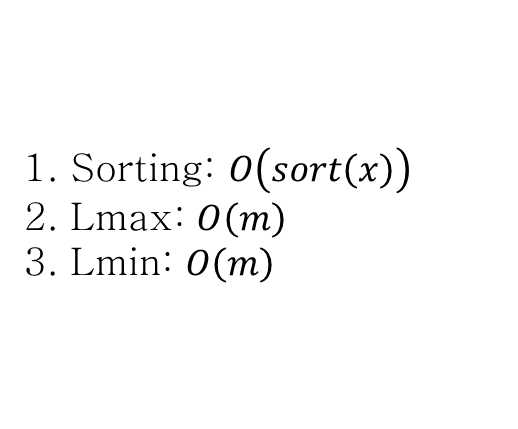 1. Sorting: O(sort(x))
2. Lmax: O(m)
3. Lmin: O(m)